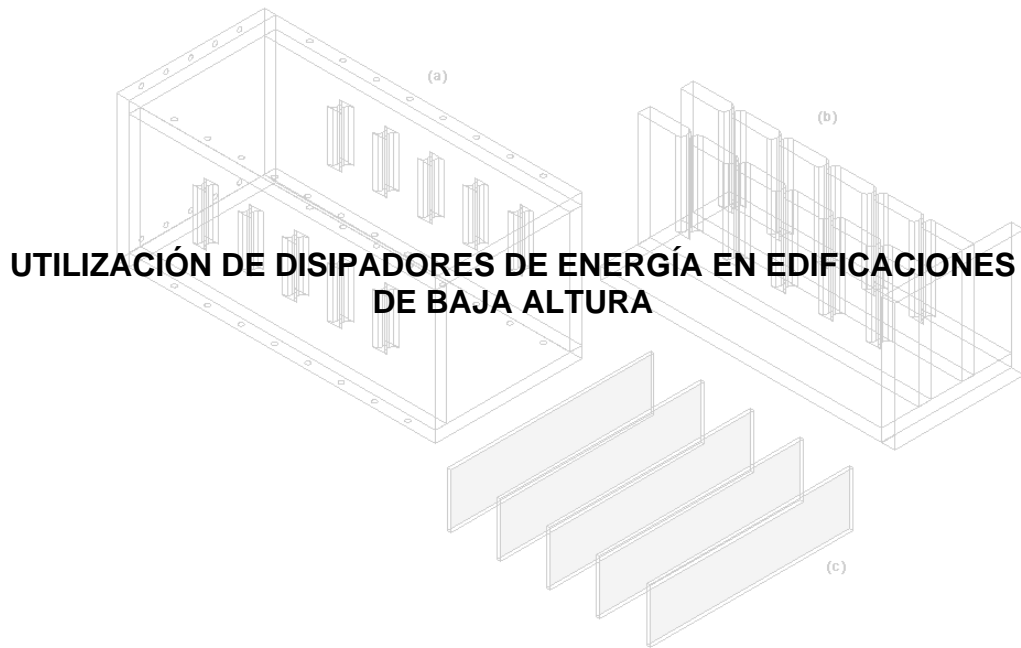 (a)
(b)
UTILIZACIÓN DE DISIPADORES DE ENERGÍA EN EDIFICACIONES
DE BAJA ALTURA
(c)